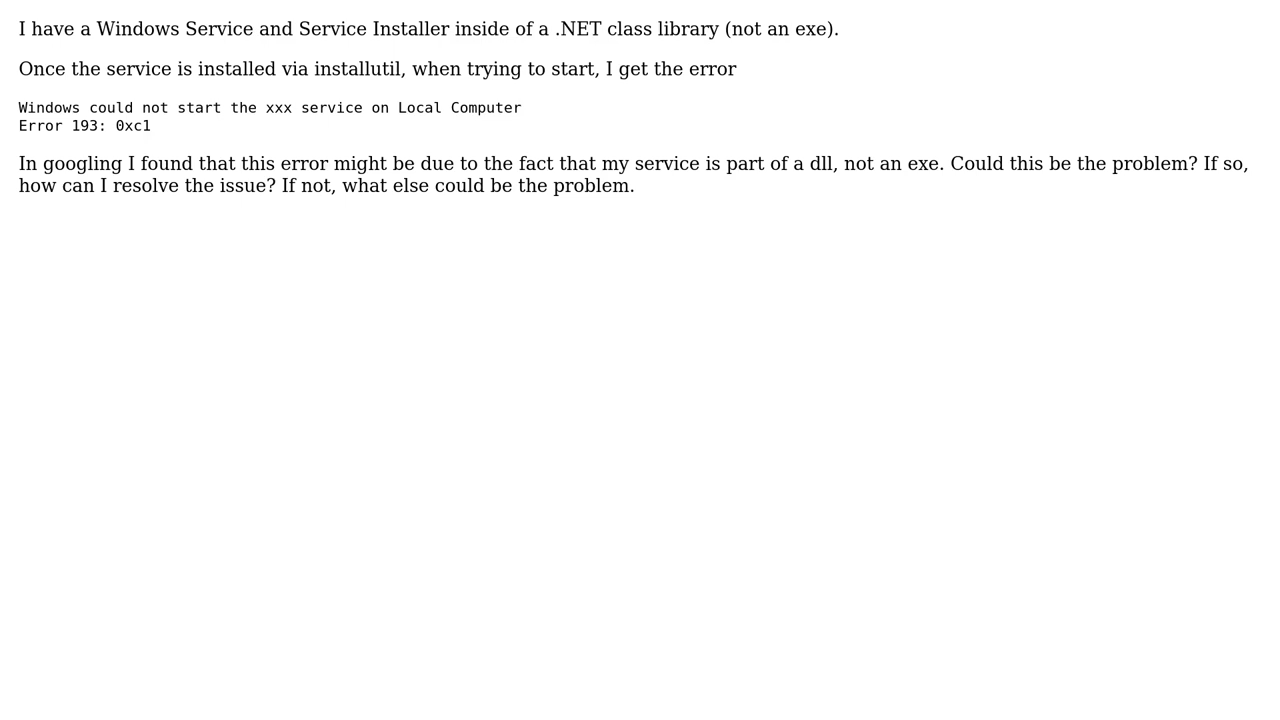 I have a Windows Service and Service Installer inside of a .NET class library (not an exe).
Once the service is installed via installutil, when trying to start, I get the error
Windows could not start the xxx service on Local Computer
Error 193: 0xc1
In googling I found that this error might be due to the fact that my service is part of a dll, not an exe. Could this be the problem? If so,
how can I resolve the issue? If not, what else could be the problem.